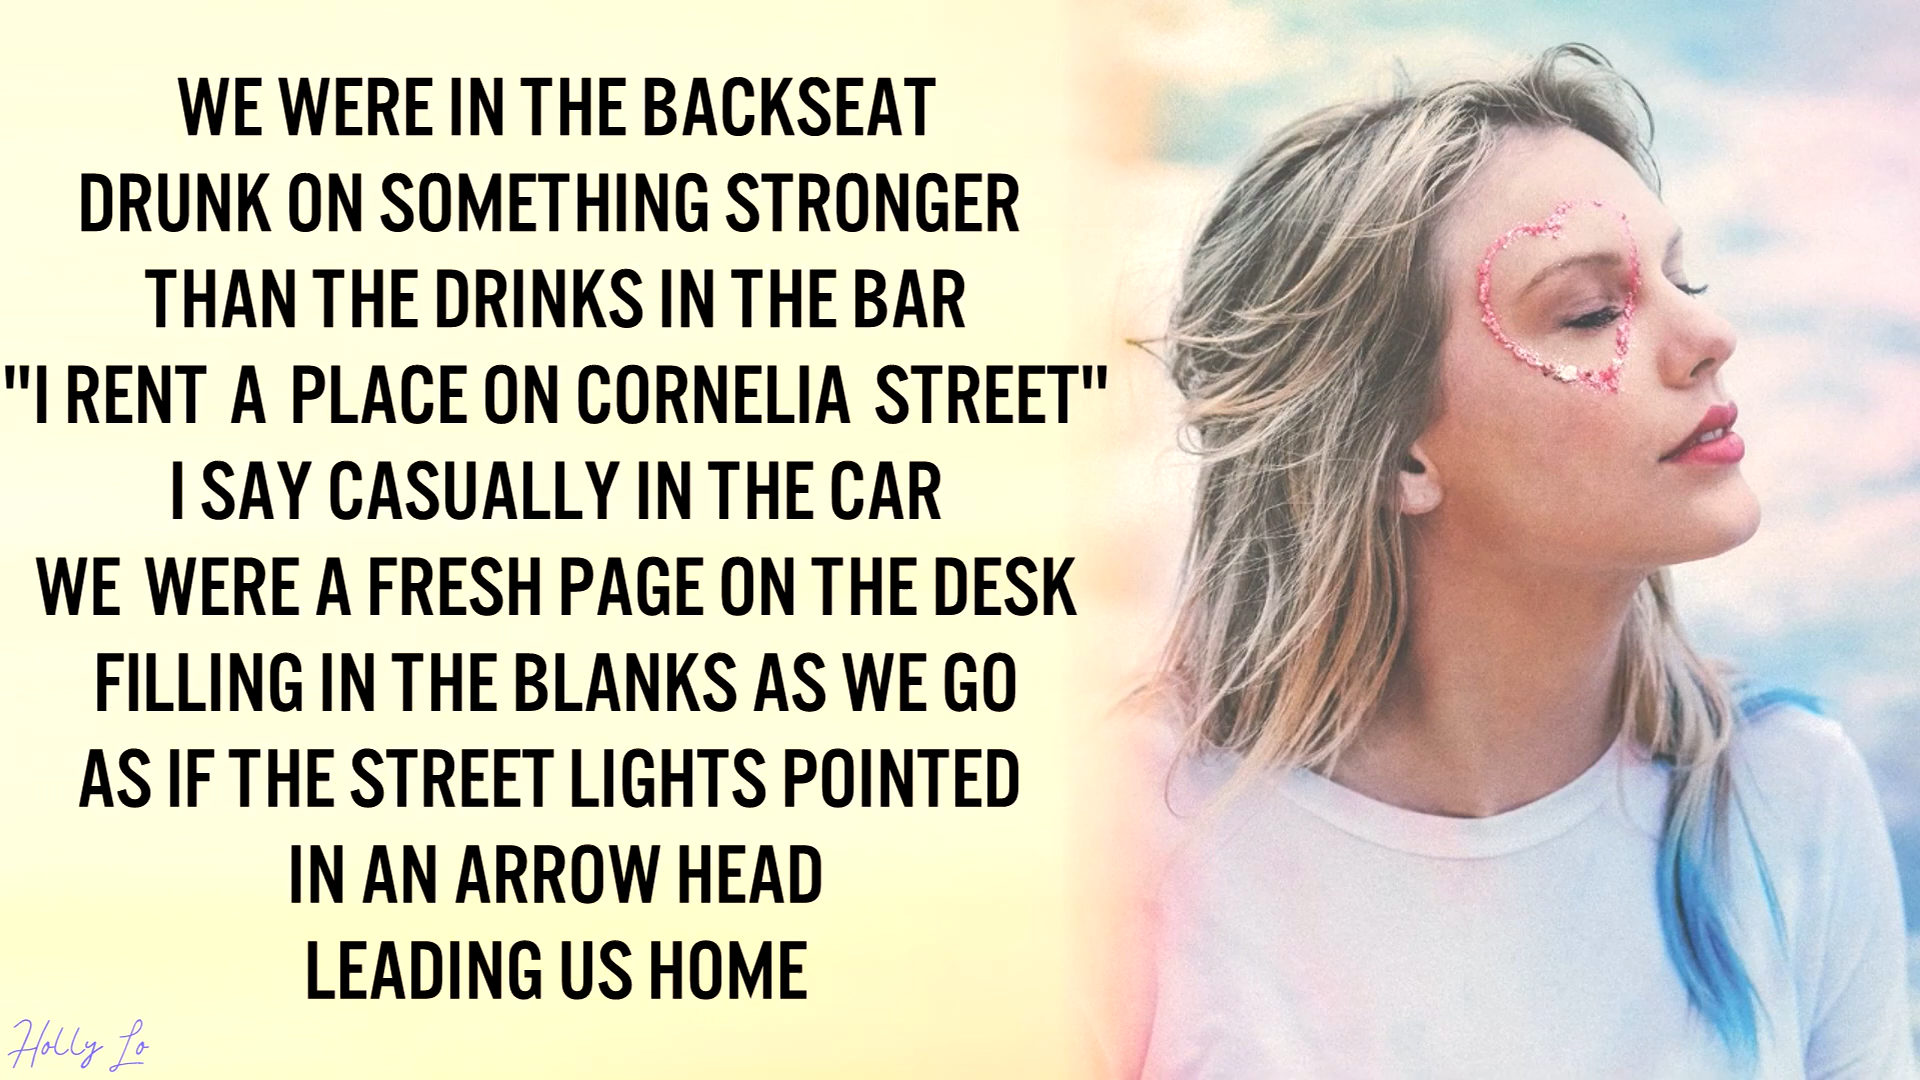 WE WERE IN THE BACKSEAT
DRUNK ON SOMETHING STRONGER
THAN THE DRINKS IN THE BAR
"I RENT A PLACE ON CORNELIA STREET"
I SAY CASUALLY IN THE CAR
WE WERE A FRESH PAGE ON THE DESK
FILLING IN THE BLANKS AS WE GO
AS IF THE STREET LIGHTS POINTED
IN AN ARROW HEAD
LEADING US HOME
Holly Lo